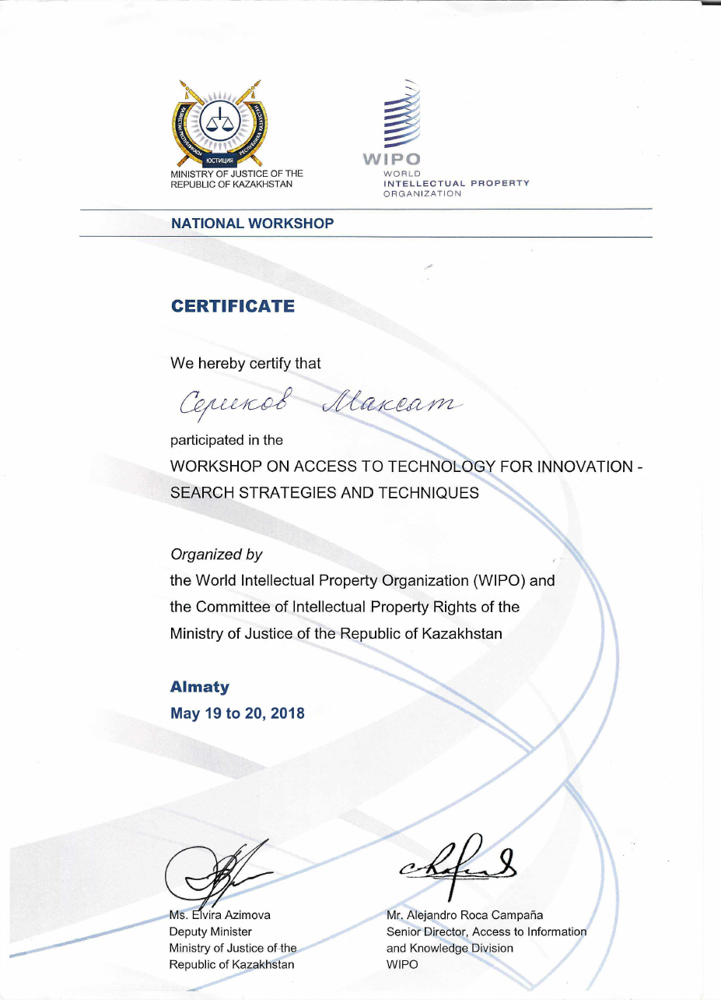 ҚАЗАҚСТАН РЕСПУБЛИКАСЫ
РЕСПУБЛИКА КАЗАХСТАН
ЮСТИЦИЯ
MINISTRY OF JUSTICE OF THE
REPUBLIC OF KAZAKHSTAN
WIPO
WORLD
INTELLECTUAL PROPERTY
ORGANIZATION
NATIONAL WORKSHOP
CERTIFICATE
We hereby certify that
Сериков Максат
participated in the
WORKSHOP ON ACCESS TO TECHNOLOGY FOR INNOVATION -
SEARCH STRATEGIES AND TECHNIQUES
Organized by
the World Intellectual Property Organization (WIPO) and
the Committee of Intellectual Property Rights of the
Ministry of Justice of the Republic of Kazakhstan
Almaty
May 19 to 20, 2018
Ms. Elvira Azimova
Deputy Minister
Ministry of Justice of the
Republic of Kazakhstan
Mr. Alejandro Roca Campaña
Senior Director, Access to Information
and Knowledge Division
WIPO